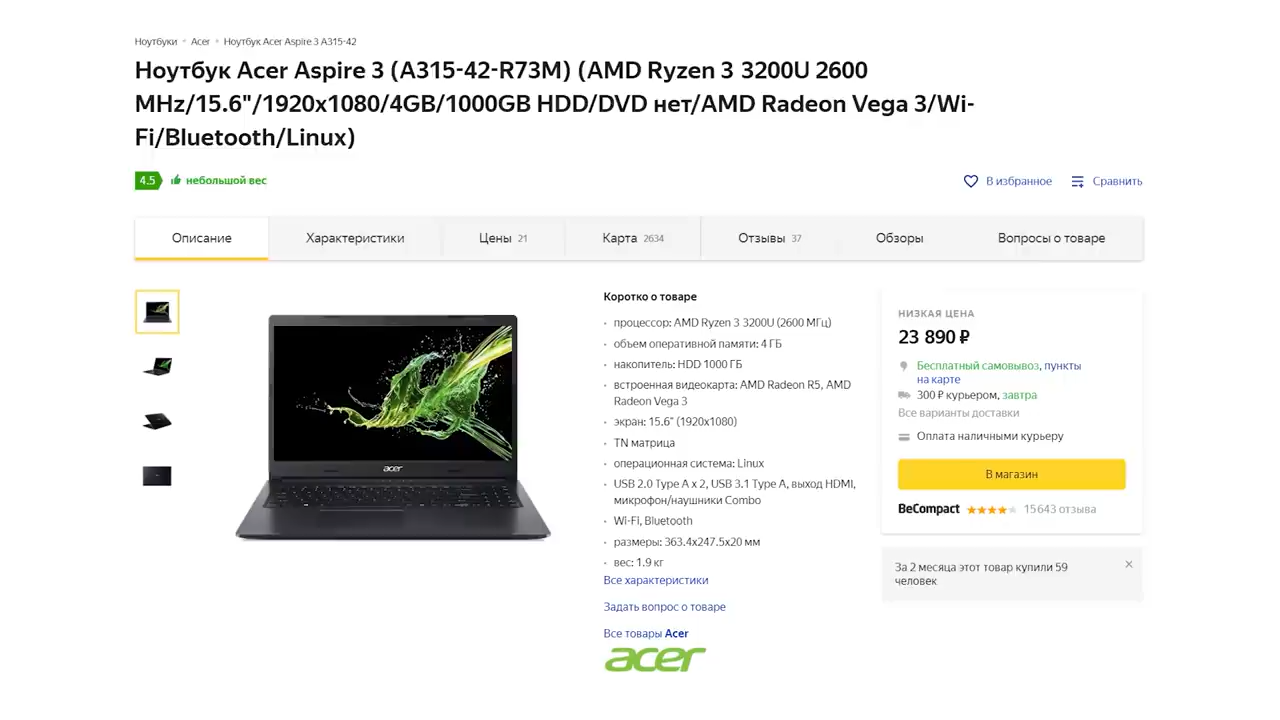 Ноутбуки • Acer • Ноутбук Acer Aspire 3 A315-42
Ноутбук Acer Aspire 3 (A315-42-R73M) (AMD Ryzen 3 3200U 2600
MHz/15.6"/1920x1080/4GB/1000GB HDD/DVD нет/AMD Radeon Vega 3/Wi-
Fi/Bluetooth/Linux)
4.5 небольшой вес
В избранное Сравнить
Описание Характеристики Цены 21 Карта 2634 Отзывы 37 Обзоры Вопросы о товаре
acer
Коротко о товаре
• процессор: AMD Ryzen 3 3200U (2600 МГц)
• объем оперативной памяти: 4 ГБ
• накопитель: HDD 1000 ГБ
• встроенная видеокарта: AMD Radeon R5, AMD
Radeon Vega 3
• экран: 15.6" (1920x1080)
• TN матрица
• операционная система: Linux
• USB 2.0 Type A x 2, USB 3.1 Type A, выход HDMI,
микрофон/наушники Combo
• Wi-Fi, Bluetooth
• размеры: 363.4x247.5x20 мм
• вес: 1.9 кг
Все характеристики
Задать вопрос о товаре
Все товары Acer
acer
НИЗКАЯ ЦЕНА
23 890 ₽
Бесплатный самовывоз, пункты
на карте
300 ₽ курьером, завтра
Все варианты доставки
Оплата наличными курьеру
В магазин
BeCompact 15 643 отзыва
За 2 месяца этот товар купили 59
человек